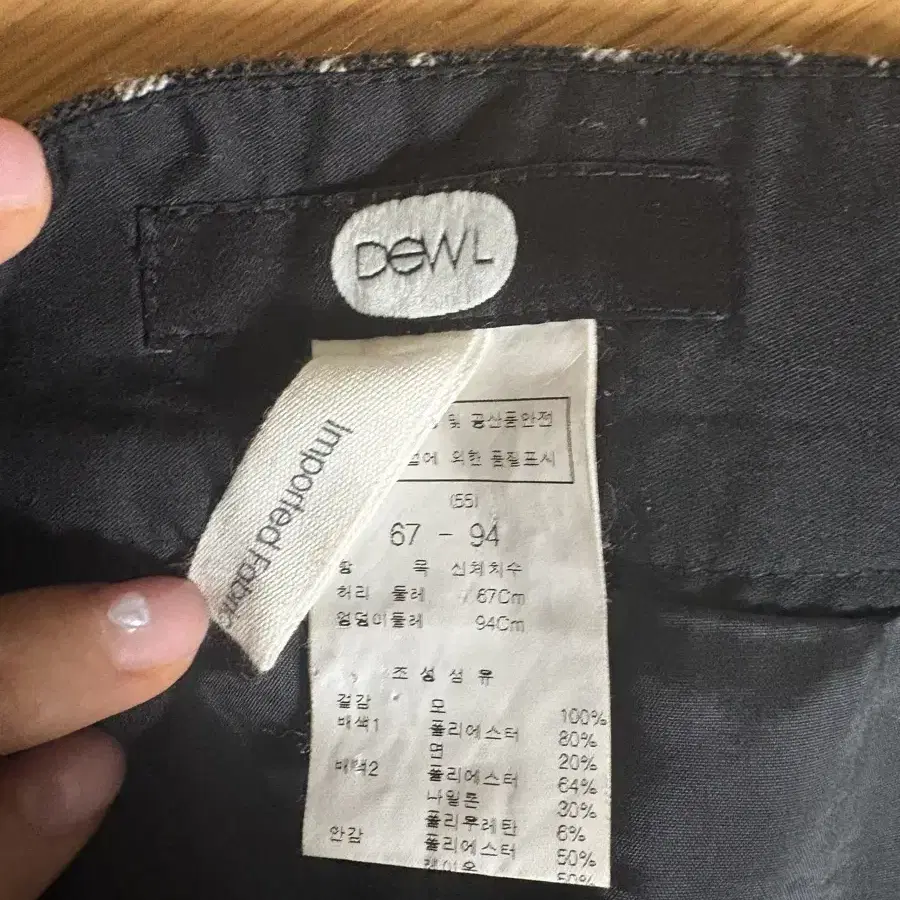 DEWL
Imported Fabric
및 공산품안전
에 의한 품질표시
(55)
67 - 94
항 목 신체치수
허리 둘레 67Cm
엉덩이둘레 94Cm
조성섬유
겉감 모 100%
배색1 폴리에스터 80%
면 20%
배색2 폴리에스터 64%
나일론 30%
폴리우레탄 6%
안감 폴리에스터 50%
레이온 50%